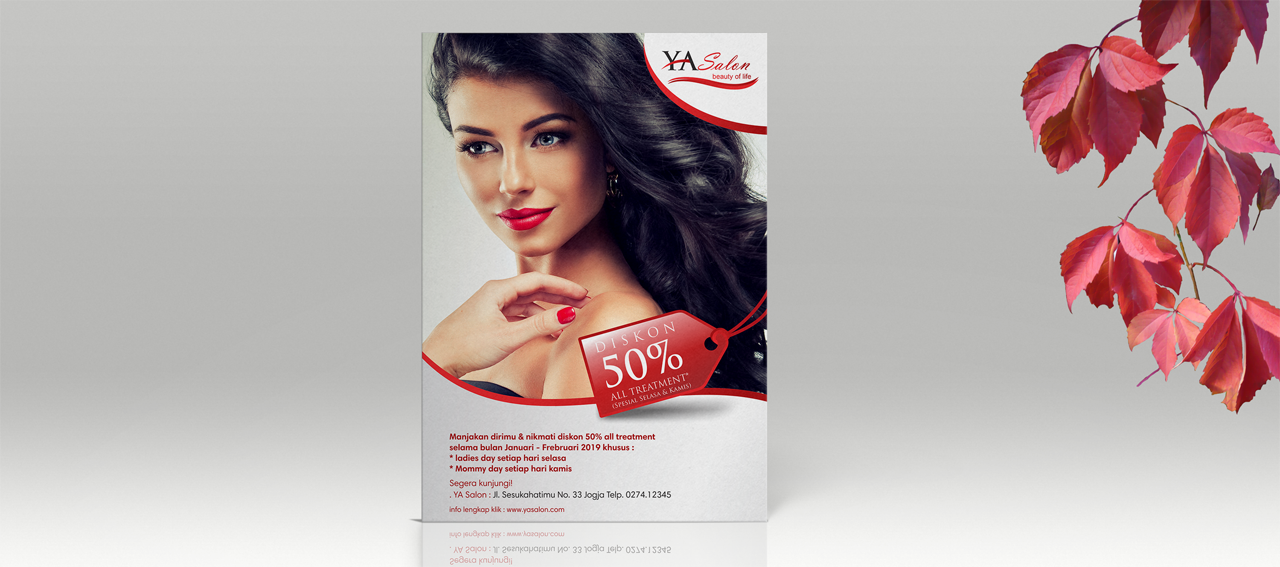 YA Salon
beauty of life
DISKON
50%
ALL TREATMENT*
(SPESIAL SELASA & KAMIS)
Manjakan dirimu & nikmati diskon 50% all treatment
selama bulan Januari - Frebruari 2019 khusus :
* ladies day setiap hari selasa
* Mommy day setiap hari kamis
Segera kunjungi!
. YA Salon : Jl. Sesukahatimu No. 33 Jogja Telp. 0274.12345
info lengkap klik : www.yasalon.com